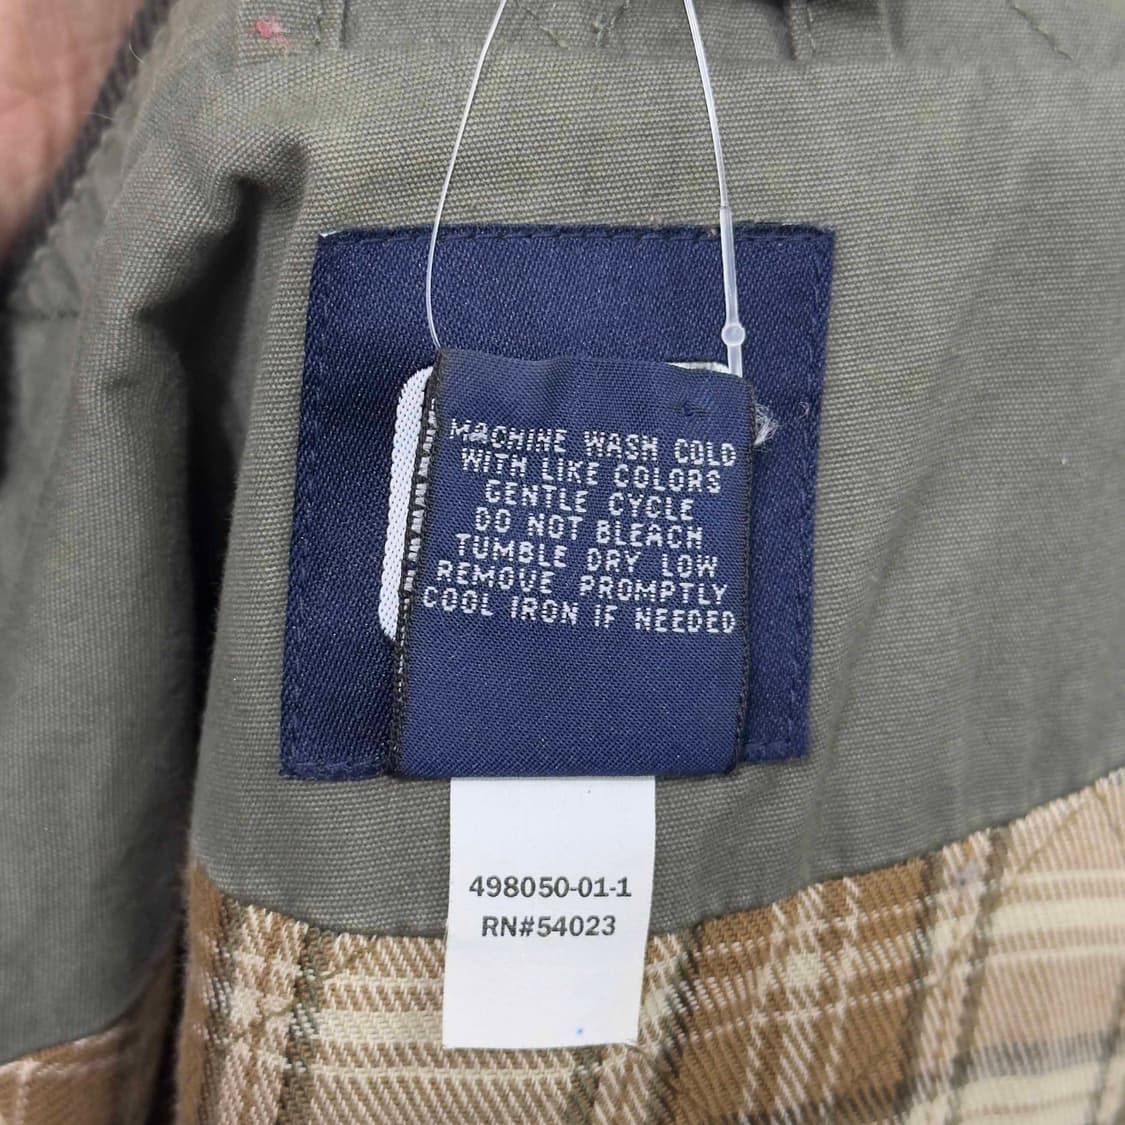 MACHINE WASH COLD
WITH LIKE COLORS
GENTLE CYCLE
DO NOT BLEACH
TUMBLE DRY LOW
REMOVE PROMPTLY
COOL IRON IF NEEDED
498050-01-1
RN#54023